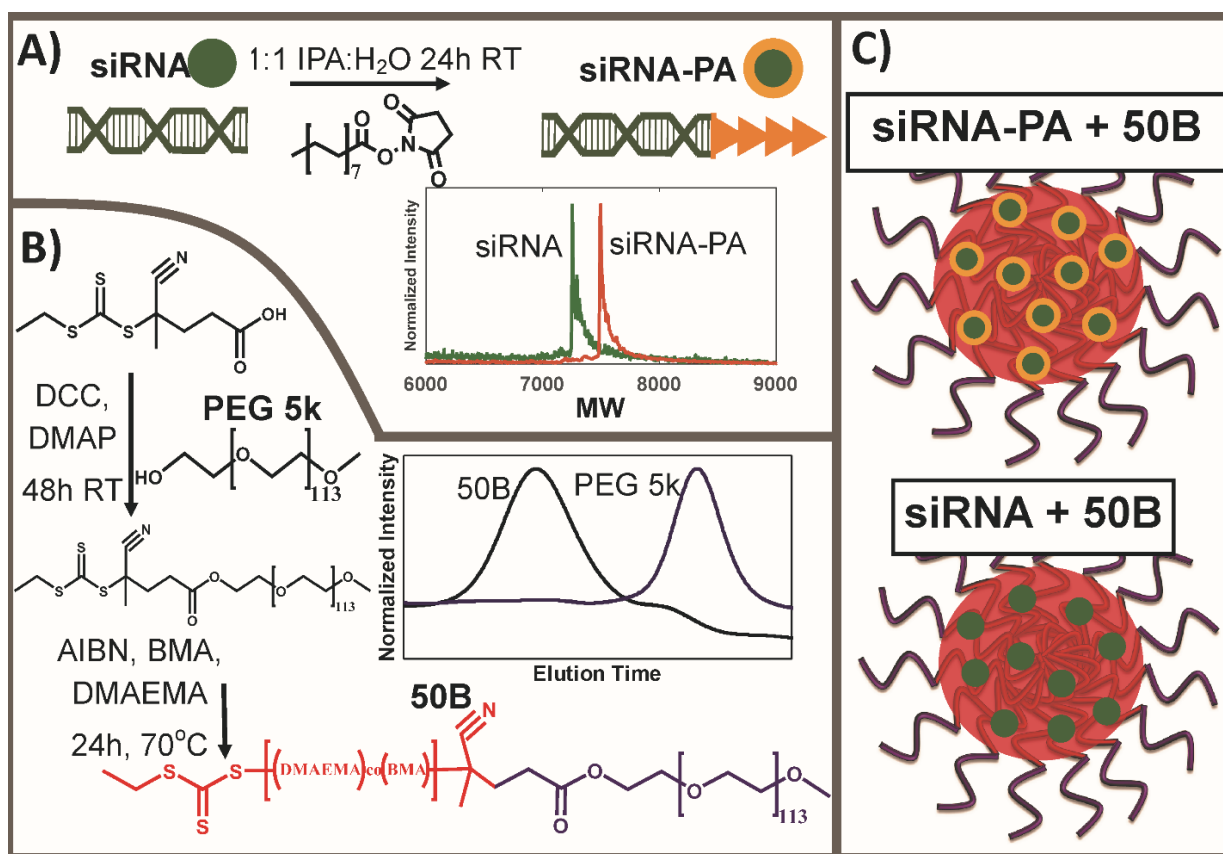 A)
siRNA
1:1 IPA:H₂O 24h RT
siRNA-PA
O
O
O
N
O
7
Normalized Intensity
siRNA
siRNA-PA
6000 7000 8000 9000
MW
B)
N
S
S S
OH
O
DCC,
DMAP
48h RT
PEG 5k
HO
O
O
113
N
S
S S
O
O
O
O
113
AIBN, BMA,
DMAEMA
24h, 70°C
Normalized Intensity
50B
PEG 5k
Elution Time
50B
N
S S
(DMAEMA)co(BMA)
S
O
O
O
O
113
C)
siRNA-PA + 50B
siRNA + 50B